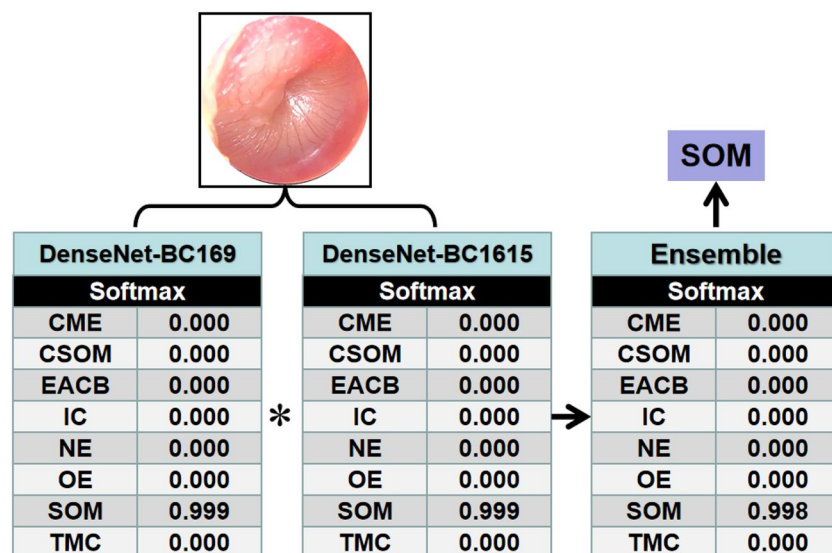 SOM
DenseNet-BC169
Softmax
CME 0.000
CSOM 0.000
EACB 0.000
IC 0.000
NE 0.000
OE 0.000
SOM 0.999
TMC 0.000
*
DenseNet-BC1615
Softmax
CME 0.000
CSOM 0.000
EACB 0.000
IC 0.000
NE 0.000
OE 0.000
SOM 0.999
TMC 0.000
Ensemble
Softmax
CME 0.000
CSOM 0.000
EACB 0.000
IC 0.000
NE 0.000
OE 0.000
SOM 0.998
TMC 0.000